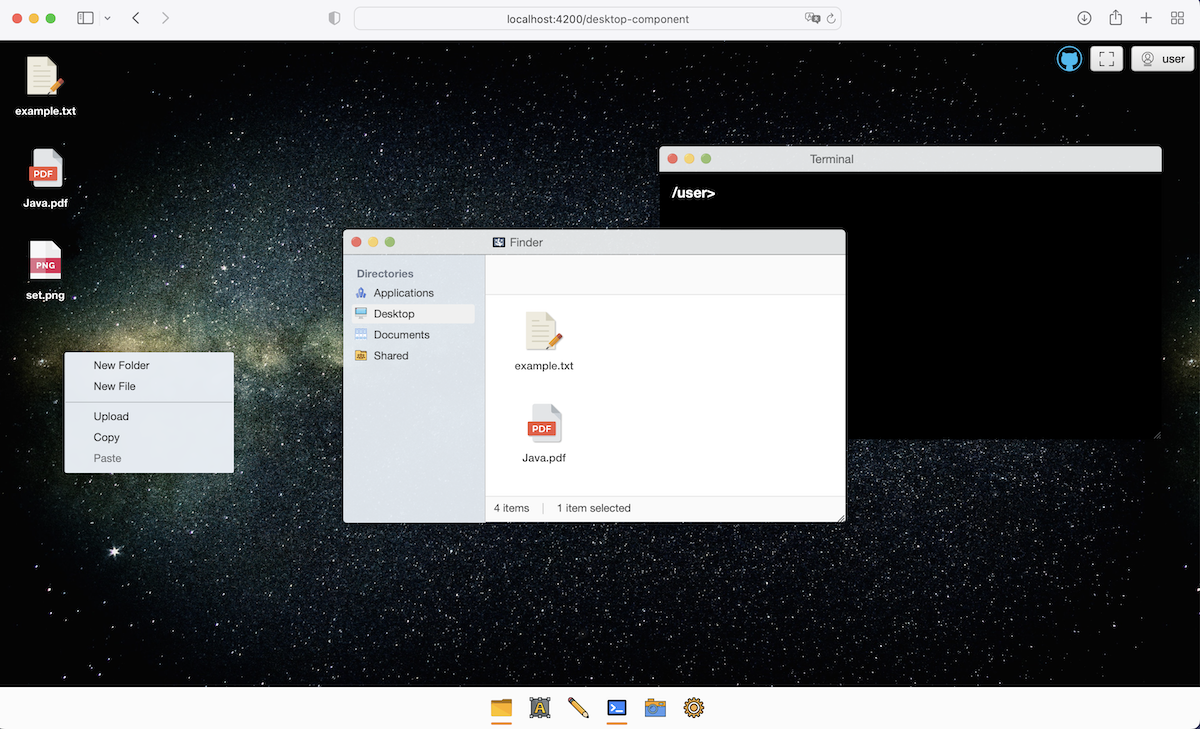 localhost:4200/desktop-component
user
example.txt
PDF
Java.pdf
PNG
set.png
Terminal
/user>
Finder
Directories
Applications
Desktop
Documents
Shared
example.txt
PDF
Java.pdf
4 items
1 item selected
New Folder
New File
Upload
Copy
Paste
A